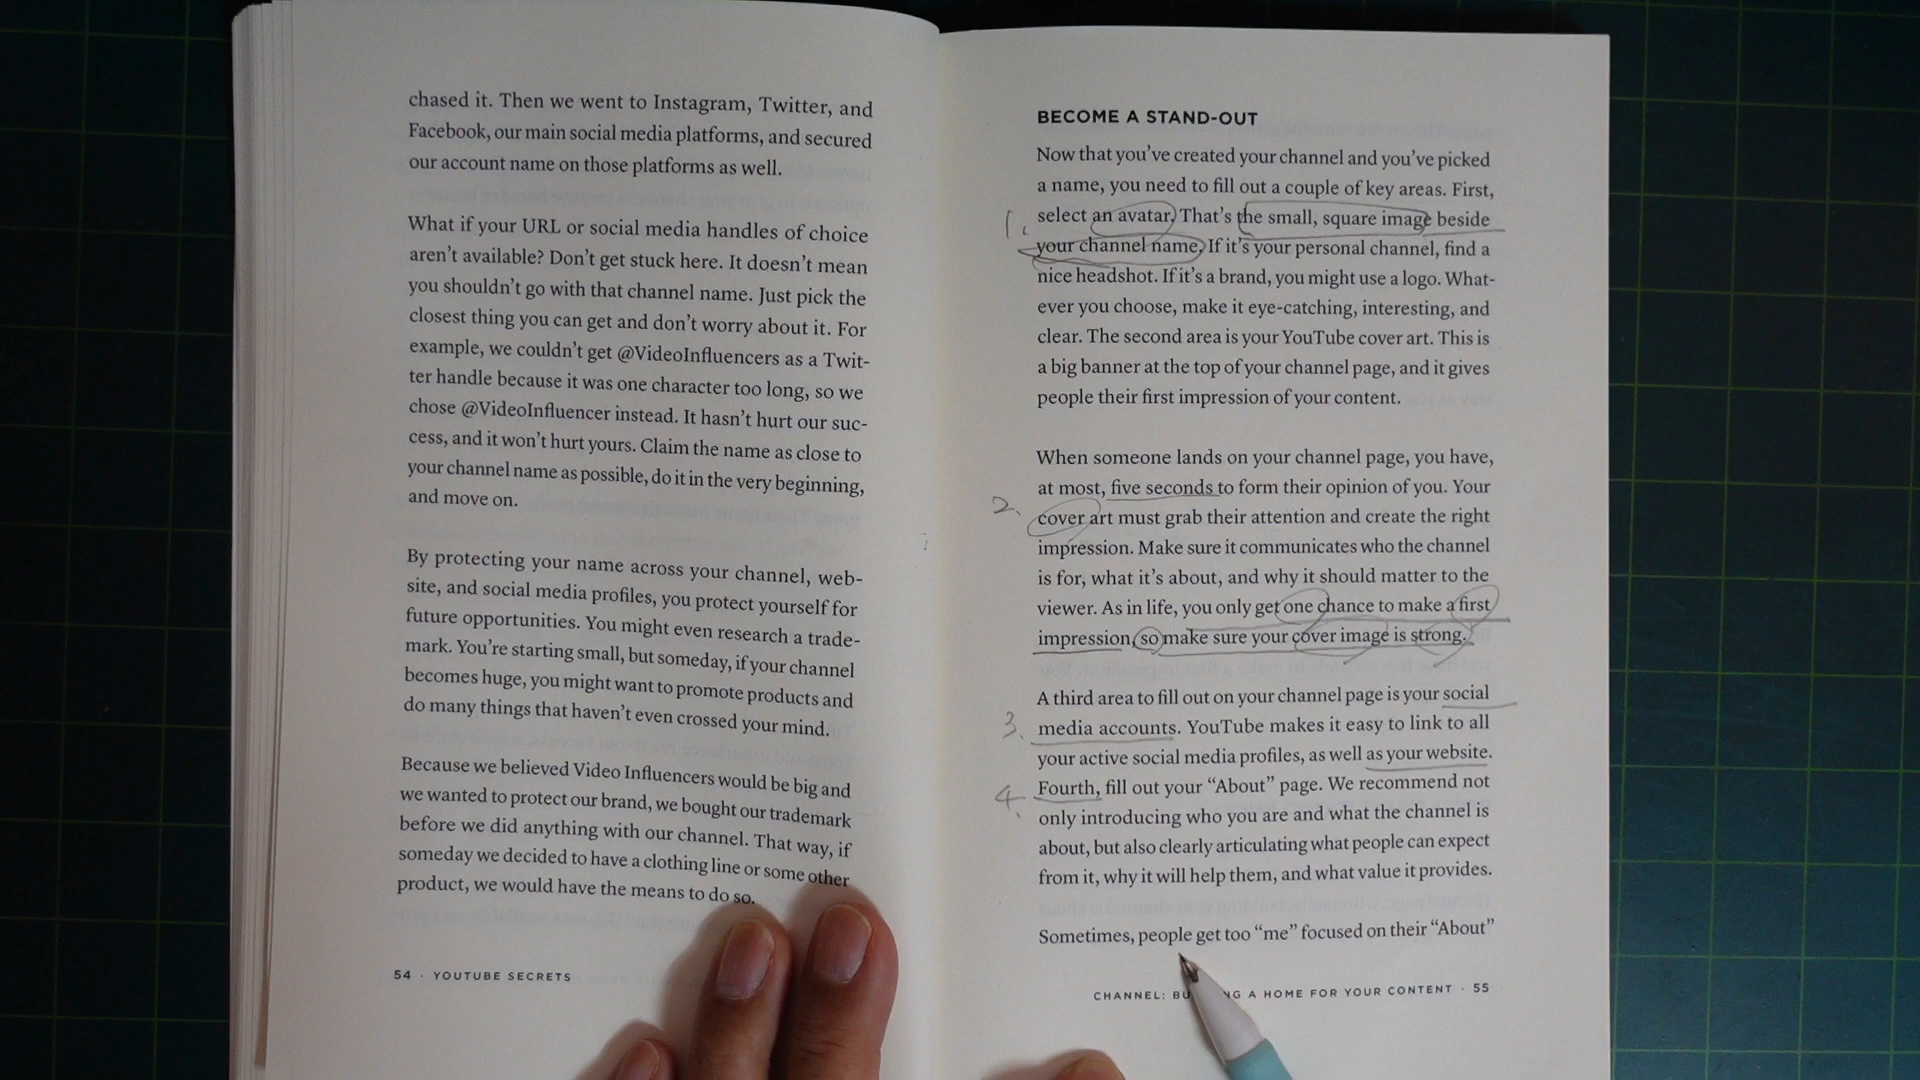 chased it. Then we went to Instagram, Twitter, and
Facebook, our main social media platforms, and secured
our account name on those platforms as well.
What if your URL or social media handles of choice
aren't available? Don't get stuck here. It doesn't mean
you shouldn't go with that channel name. Just pick the
closest thing you can get and don't worry about it. For
example, we couldn't get @VideoInfluencers as a Twit-
ter handle because it was one character too long, so we
chose @VideoInfluencer instead. It hasn't hurt our suc-
cess, and it won't hurt yours. Claim the name as close to
your channel name as possible, do it in the very beginning,
and move on.
By protecting your name across your channel, web-
site, and social media profiles, you protect yourself for
future opportunities. You might even research a trade-
mark. You're starting small, but someday, if your channel
becomes huge, you might want to promote products and
do many things that haven't even crossed your mind.
Because we believed Video Influencers would be big and
we wanted to protect our brand, we bought our trademark
before we did anything with our channel. That way, if
someday we decided to have a clothing line or some other
product, we would have the means to do so.
54 · YOUTUBE SECRETS
BECOME A STAND-OUT
Now that you've created your channel and you've picked
a name, you need to fill out a couple of key areas. First,
1. select an avatar. That's the small, square image beside
your channel name. If it's your personal channel, find a
nice headshot. If it's a brand, you might use a logo. What-
ever you choose, make it eye-catching, interesting, and
clear. The second area is your YouTube cover art. This is
a big banner at the top of your channel page, and it gives
people their first impression of your content.
When someone lands on your channel page, you have,
at most, five seconds to form their opinion of you. Your
2. cover art must grab their attention and create the right
impression. Make sure it communicates who the channel
is for, what it's about, and why it should matter to the
viewer. As in life, you only get one chance to make a first
impression, so make sure your cover image is strong.
A third area to fill out on your channel page is your social
3. media accounts. YouTube makes it easy to link to all
your active social media profiles, as well as your website.
4. Fourth, fill out your "About" page. We recommend not
only introducing who you are and what the channel is
about, but also clearly articulating what people can expect
from it, why it will help them, and what value it provides.
Sometimes, people get too "me" focused on their "About"
CHANNEL: A HOME FOR YOUR CONTENT · 55